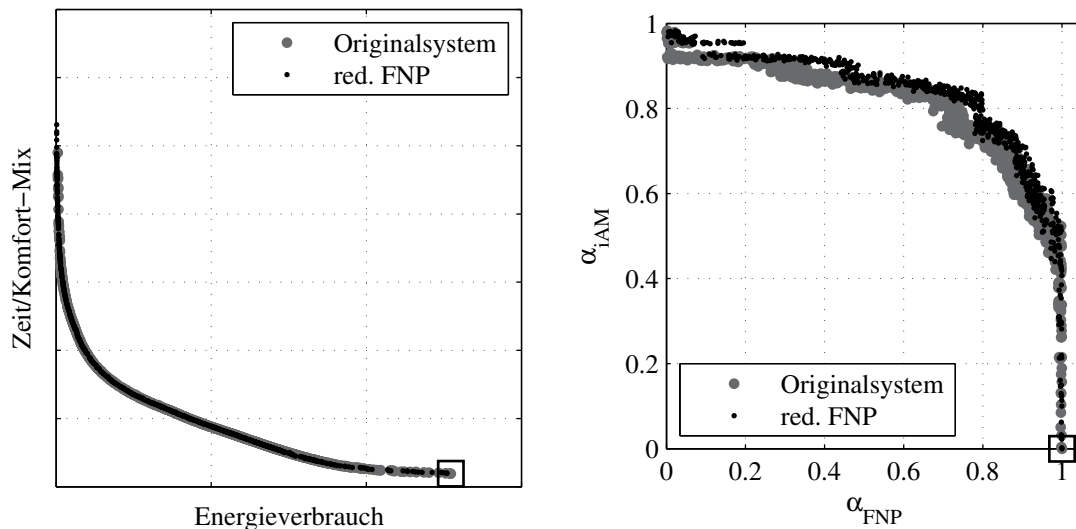 Originalsystem
red. FNP
Zeit/Komfort−Mix
Energieverbrauch
1
0.8
0.6
0.4
0.2
0
α_iAM
Originalsystem
red. FNP
0 0.2 0.4 0.6 0.8 1
α_FNP